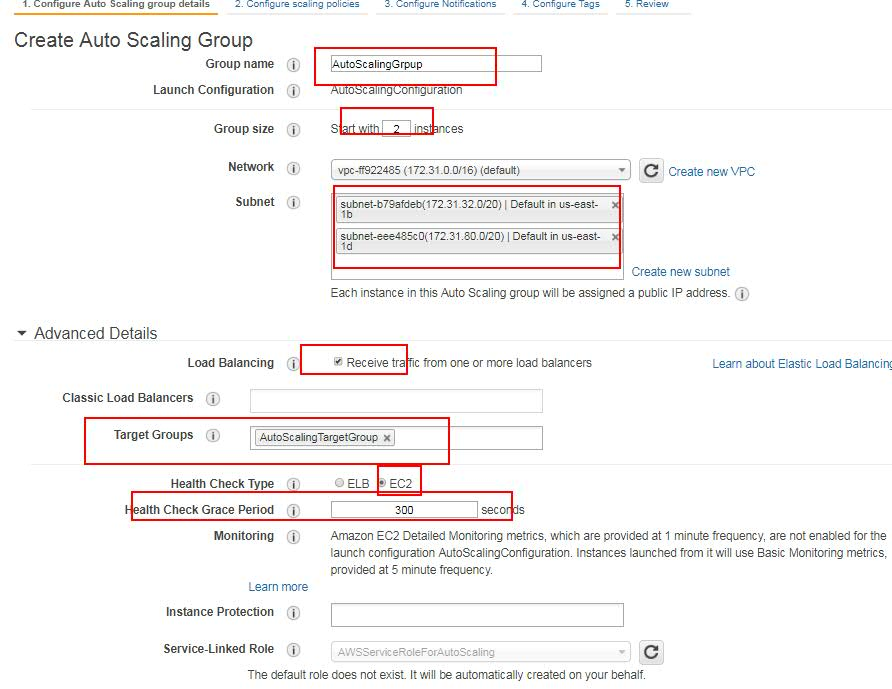 1. Configure Auto Scaling group details 2. Configure scaling policies 3. Configure Notifications 4. Configure Tags 5. Review
Create Auto Scaling Group
Group name AutoScalingGrpup
Launch Configuration AutoScalingConfiguration
Group size Start with 2 instances
Network vpc-ff922485 (172.31.0.0/16) (default) Create new VPC
Subnet subnet-b79afdeb(172.31.32.0/20) | Default in us-east-
1b
subnet-eee485c0(172.31.80.0/20) | Default in us-east-
1d
Create new subnet
Each instance in this Auto Scaling group will be assigned a public IP address.
Advanced Details
Load Balancing Receive traffic from one or more load balancers Learn about Elastic Load Balancing
Classic Load Balancers
Target Groups AutoScalingTargetGroup
Health Check Type ELB EC2
Health Check Grace Period 300 seconds
Monitoring Amazon EC2 Detailed Monitoring metrics, which are provided at 1 minute frequency, are not enabled for the
launch configuration AutoScalingConfiguration. Instances launched from it will use Basic Monitoring metrics,
provided at 5 minute frequency.
Learn more
Instance Protection
Service-Linked Role AWSServiceRoleForAutoScaling
The default role does not exist. It will be automatically created on your behalf.